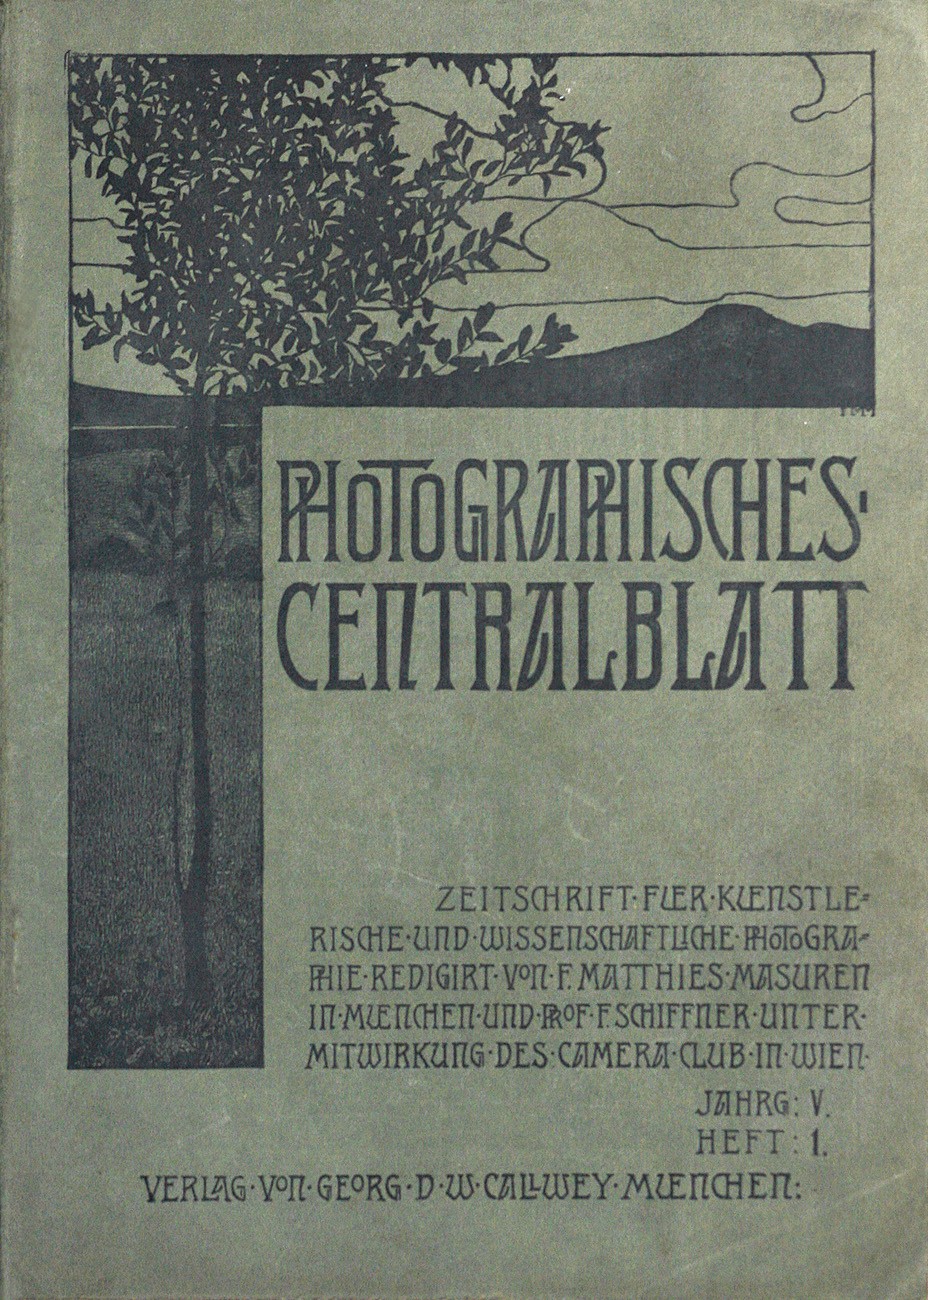 PHOTOGRAPHISCHES·
CENTRALBLATT
ZEITSCHRIFT·FUER·KUENSTLE=
RISCHE·UND·WISSENSCHAFTLICHE·PHOTOGRA=
PHIE·REDIGIRT·VON·F.MATTHIES·MASUREN
IN·MUENCHEN·UND·PROF·F.SCHIFFNER·UNTER·
MITWIRKUNG·DES·CAMERA·CLUB·IN·WIEN·
JAHRG: V.
HEFT: 1.
VERLAG·VON·GEORG·D·W·CALLWEY·MUENCHEN: